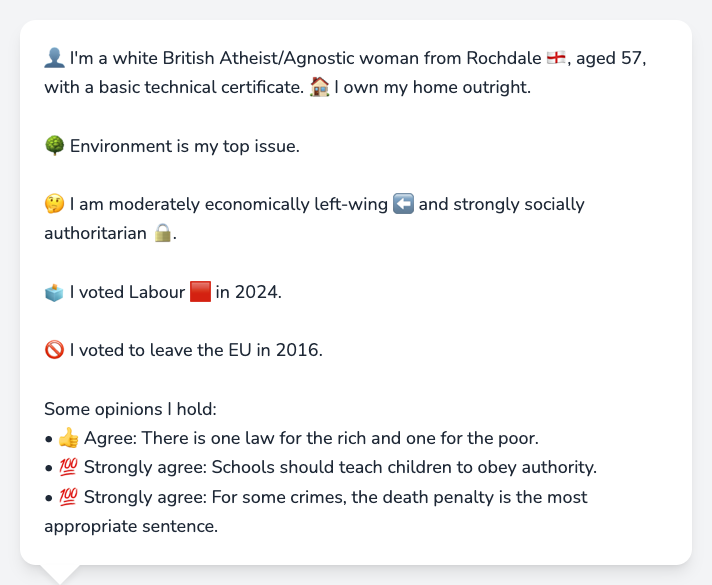 👤 I'm a white British Atheist/Agnostic woman from Rochdale 🏴󠁧󠁢󠁥󠁮󠁧󠁿, aged 57,
with a basic technical certificate. 🏠 I own my home outright.
🌳 Environment is my top issue.
🤔 I am moderately economically left-wing ⬅️ and strongly socially
authoritarian 🔒.
🗳️ I voted Labour 🟥 in 2024.
🚫 I voted to leave the EU in 2016.
Some opinions I hold:
• 👍 Agree: There is one law for the rich and one for the poor.
• 💯 Strongly agree: Schools should teach children to obey authority.
• 💯 Strongly agree: For some crimes, the death penalty is the most
appropriate sentence.